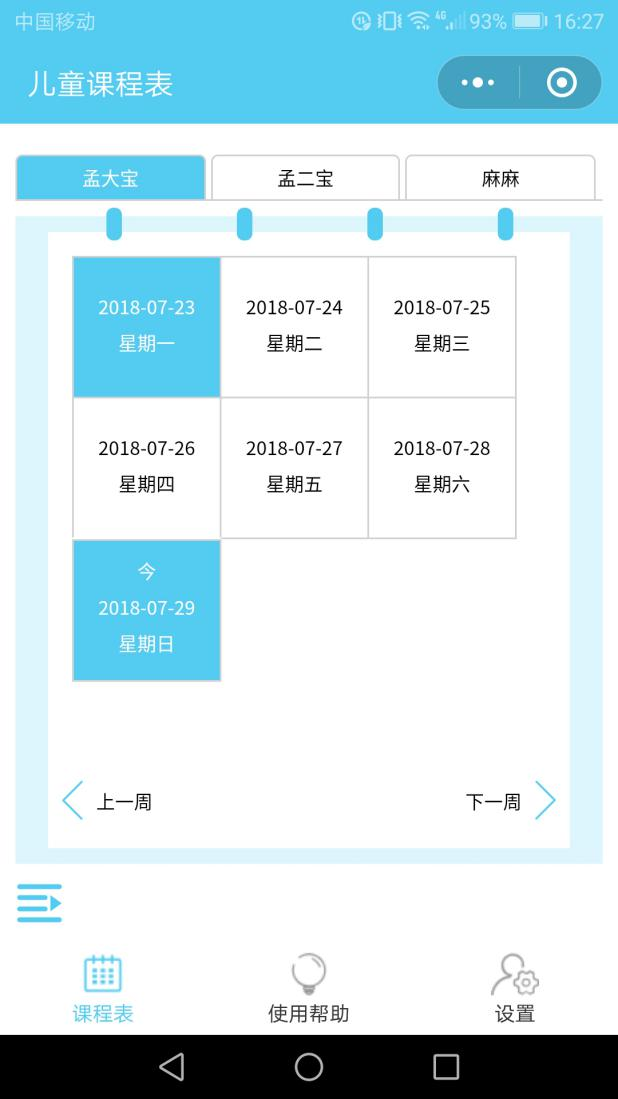 中国移动
4G 93% 16:27
儿童课程表
孟大宝 孟二宝 麻麻
2018-07-23 2018-07-24 2018-07-25
星期一 星期二 星期三
2018-07-26 2018-07-27 2018-07-28
星期四 星期五 星期六
今
2018-07-29
星期日
上一周 下一周
课程表 使用帮助 设置